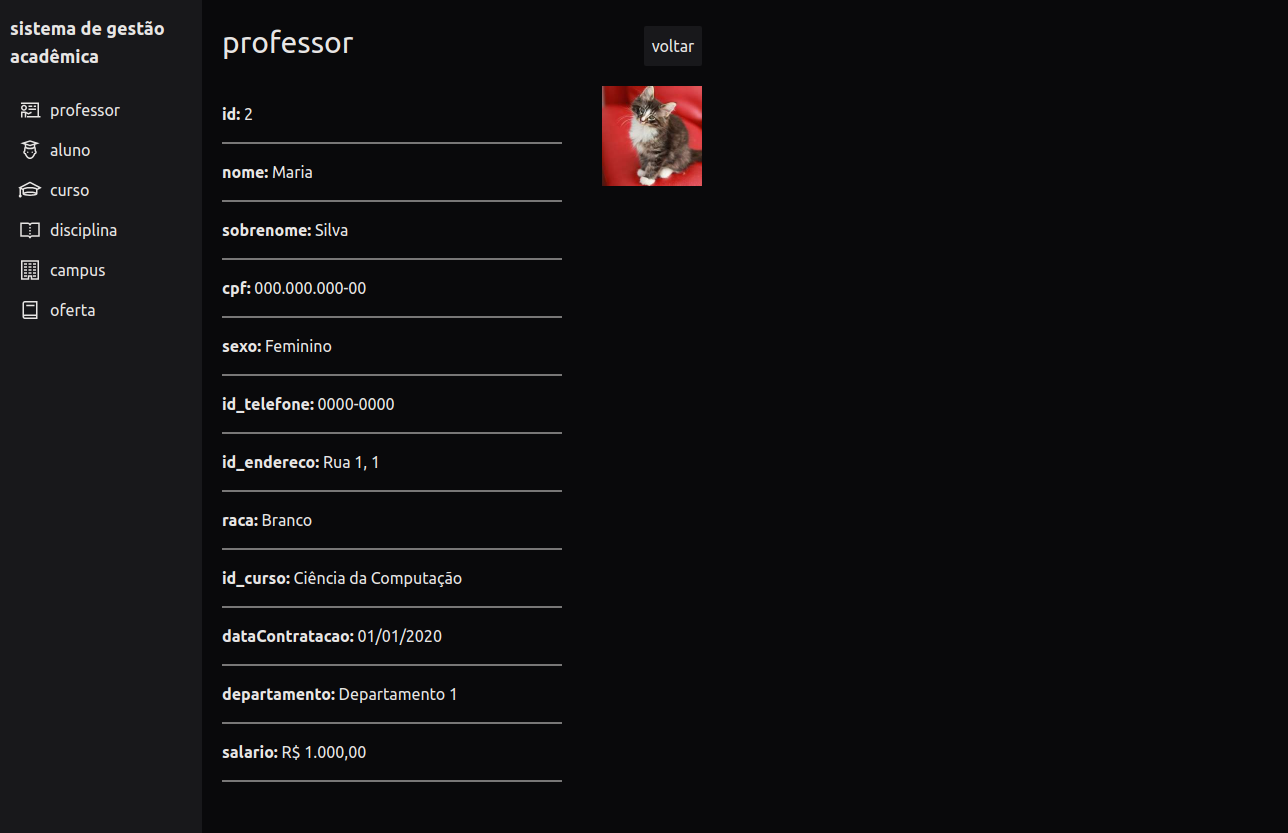 sistema de gestão
acadêmica
professor
aluno
curso
disciplina
campus
oferta
professor
voltar
id: 2
nome: Maria
sobrenome: Silva
cpf: 000.000.000-00
sexo: Feminino
id_telefone: 0000-0000
id_endereco: Rua 1, 1
raca: Branco
id_curso: Ciência da Computação
dataContratacao: 01/01/2020
departamento: Departamento 1
salario: R$ 1.000,00